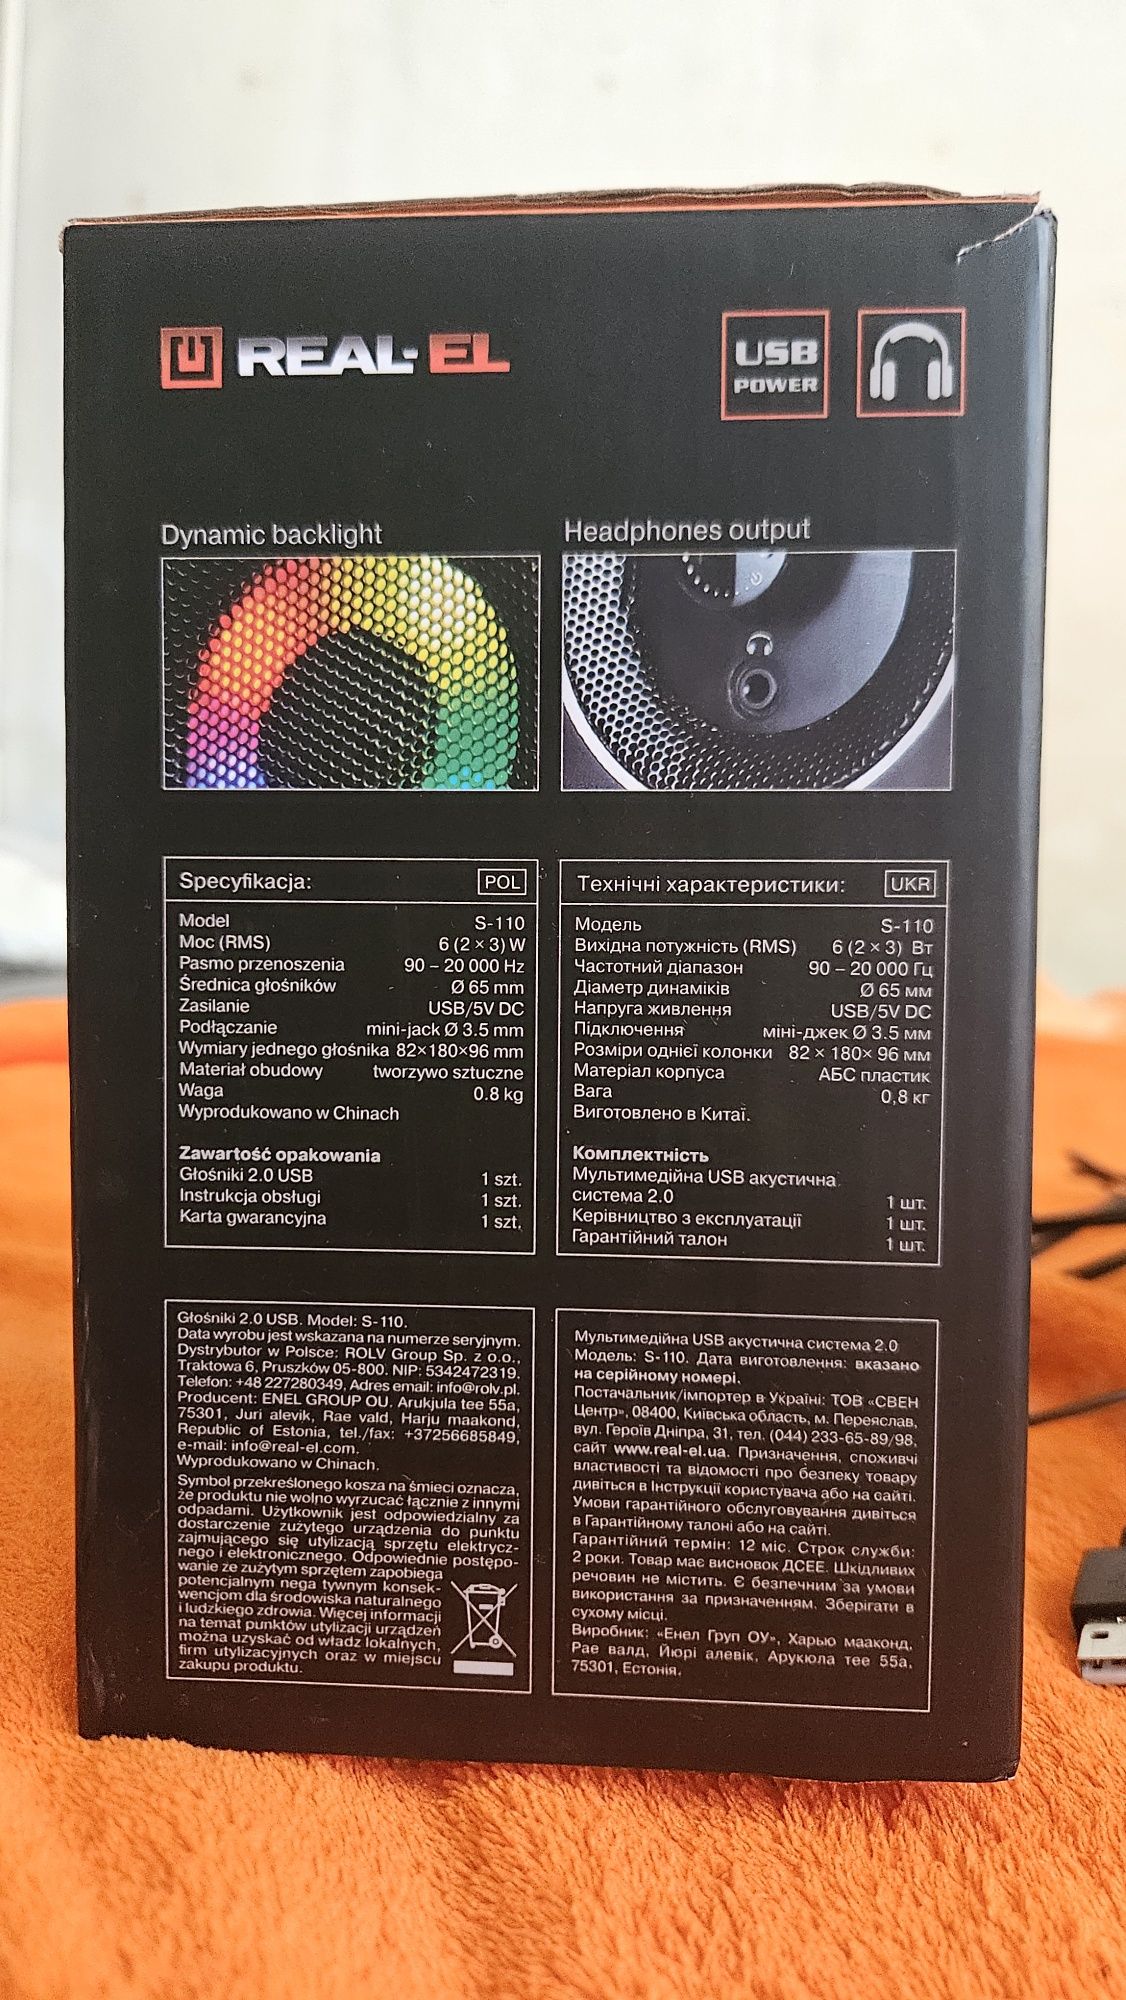 REAL-EL
USB
POWER
Dynamic backlight
Headphones output
Specyfikacja: POL
Model S-110
Moc (RMS) 6 (2 × 3) W
Pasmo przenoszenia 90 – 20 000 Hz
Średnica głośników Ø 65 mm
Zasilanie USB/5V DC
Podłączanie mini-jack Ø 3.5 mm
Wymiary jednego głośnika 82×180×96 mm
Materiał obudowy tworzywo sztuczne
Waga 0.8 kg
Wyprodukowano w Chinach
Zawartość opakowania
Głośniki 2.0 USB 1 szt.
Instrukcja obsługi 1 szt.
Karta gwarancyjna 1 szt.
Технічні характеристики: UKR
Модель S-110
Вихідна потужність (RMS) 6 (2 × 3) Вт
Частотний діапазон 90 – 20 000 Гц
Діаметр динаміків Ø 65 мм
Напруга живлення USB/5V DC
Підключення міні-джек Ø 3.5 мм
Розміри однієї колонки 82 × 180× 96 мм
Матеріал корпуса АБС пластик
Вага 0,8 кг
Виготовлено в Китаї.
Комплектність
Мультимедійна USB акустична
система 2.0 1 шт.
Керівництво з експлуатації 1 шт.
Гарантійний талон 1 шт.
Głośniki 2.0 USB. Model: S-110.
Data wyrobu jest wskazana na numerze seryjnym.
Dystrybutor w Polsce: ROLV Group Sp. z o.o.,
Traktowa 6, Pruszków 05-800. NIP: 5342472319.
Telefon: +48 227280349, Adres email: info@rolv.pl.
Producent: ENEL GROUP OU. Arukjula tee 55a,
75301, Juri alevik, Rae vald, Harju maakond,
Republic of Estonia, tel./fax: +37256685849,
e-mail: info@real-el.com.
Wyprodukowano w Chinach.
Symbol przekreślonego kosza na śmieci oznacza,
że produktu nie wolno wyrzucać łącznie z innymi
odpadami. Użytkownik jest odpowiedzialny za
dostarczenie zużytego urządzenia do punktu
zajmującego się utylizacją sprzętu elektrycz-
nego i elektronicznego. Odpowiednie postępo-
wanie ze zużytym sprzętem zapobiega
potencjalnym nega tywnym konsek-
wencjom dla środowiska naturalnego
i ludzkiego zdrowia. Więcej informacji
na temat punktów utylizacji urządzeń
można uzyskać od władz lokalnych,
firm utylizacyjnych oraz w miejscu
zakupu produktu.
Мультимедійна USB акустична система 2.0
Модель: S-110. Дата виготовлення: вказано
на серійному номері.
Постачальник/імпортер в Україні: ТОВ «СВЕН
Центр», 08400, Київська область, м. Переяслав,
вул. Героїв Дніпра, 31, тел. (044) 233-65-89/98,
сайт www.real-el.ua. Призначення, споживчі
властивості та відомості про безпеку товару
дивіться в Інструкції користувача або на сайті.
Умови гарантійного обслуговування дивіться
в Гарантійному талоні або на сайті.
Гарантійний термін: 12 міс. Строк служби:
2 роки. Товар має висновок ДСЕЕ. Шкідливих
речовин не містить. Є безпечним за умови
використання за призначенням. Зберігати в
сухому місці.
Виробник: «Енел Груп ОУ», Харью мааконд,
Рае валд, Йюрі алевік, Арукюла тее 55а,
75301, Естонія.